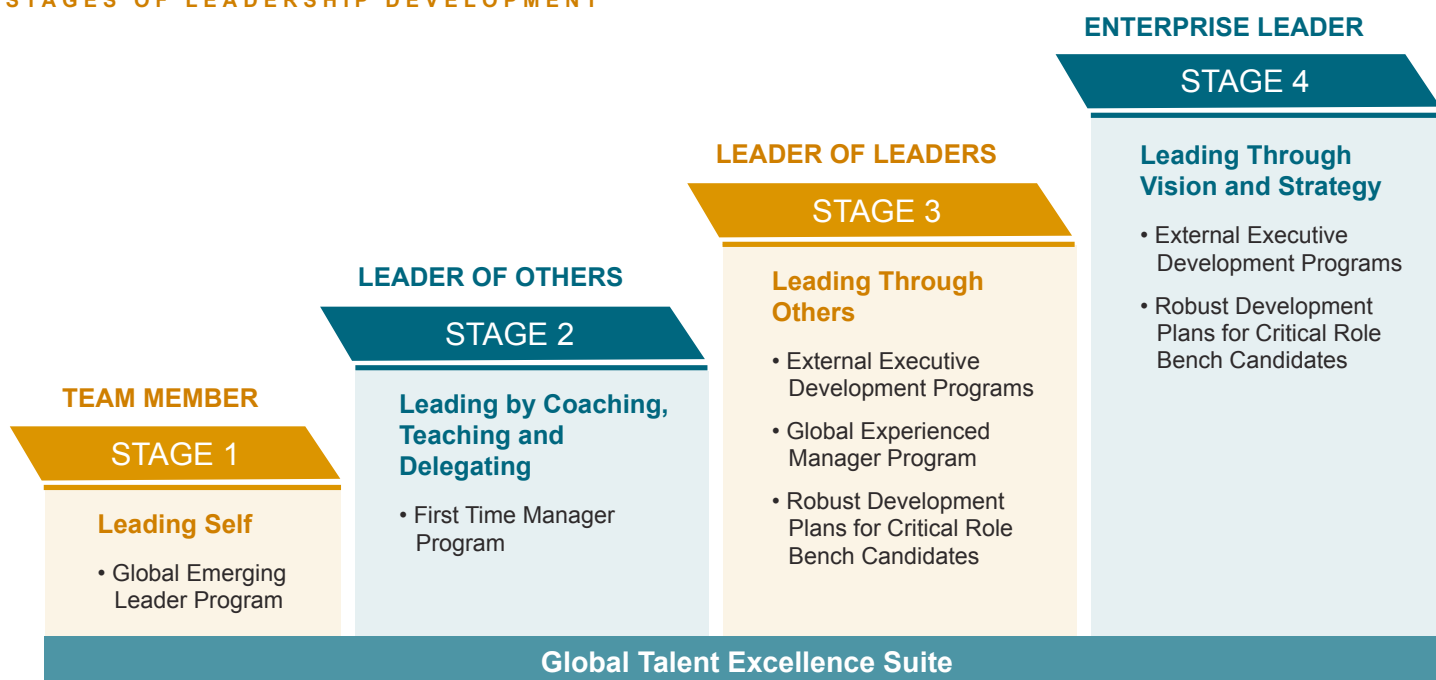 STAGES OF LEADERSHIP DEVELOPMENT
TEAM MEMBER
STAGE 1
Leading Self
• Global Emerging
Leader Program
LEADER OF OTHERS
STAGE 2
Leading by Coaching,
Teaching and
Delegating
• First Time Manager
Program
LEADER OF LEADERS
STAGE 3
Leading Through
Others
• External Executive
Development Programs
• Global Experienced
Manager Program
• Robust Development
Plans for Critical Role
Bench Candidates
ENTERPRISE LEADER
STAGE 4
Leading Through
Vision and Strategy
• External Executive
Development Programs
• Robust Development
Plans for Critical Role
Bench Candidates
Global Talent Excellence Suite